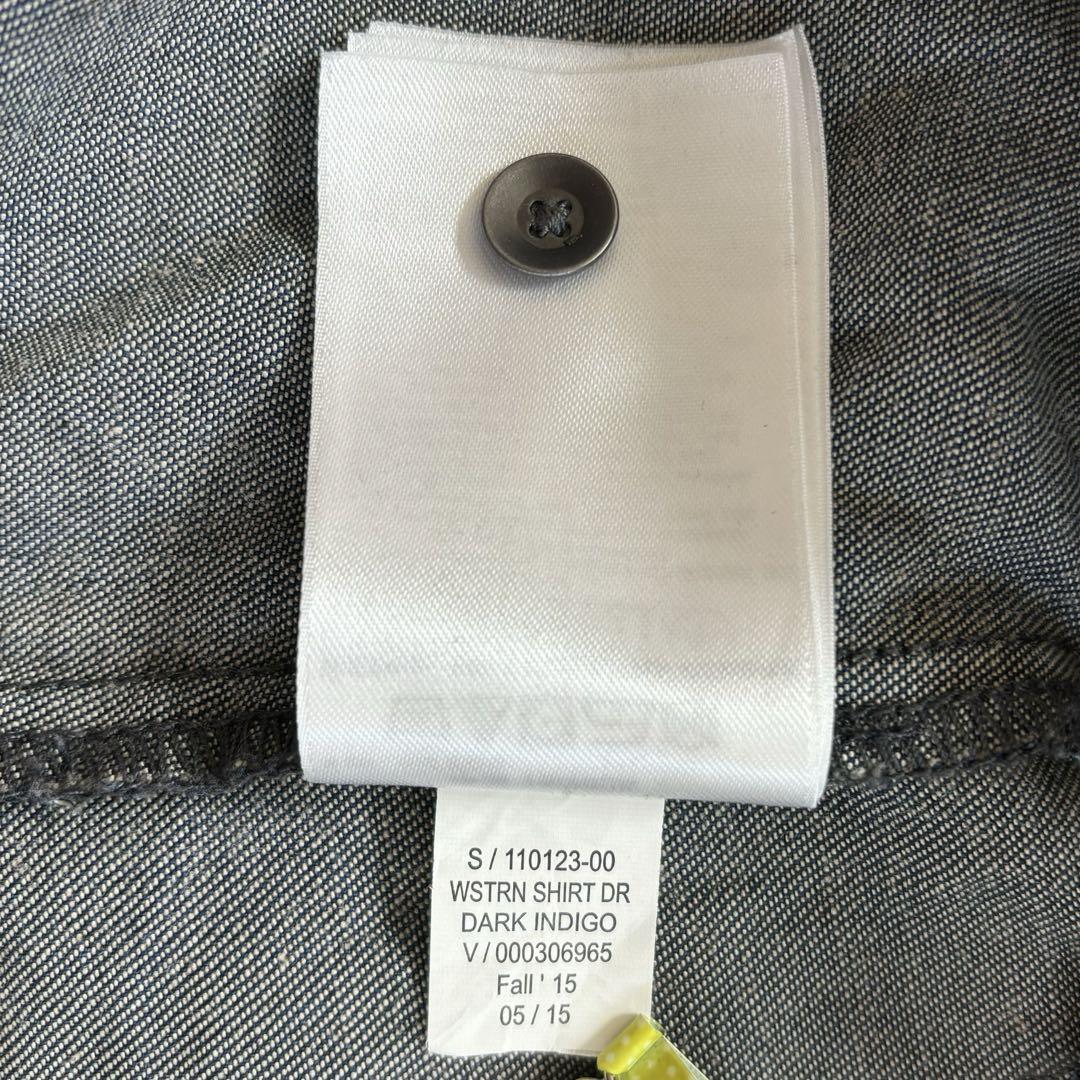 S / 110123-00
WSTRN SHIRT DR
DARK INDIGO
V / 000306965
Fall ' 15
05 / 15